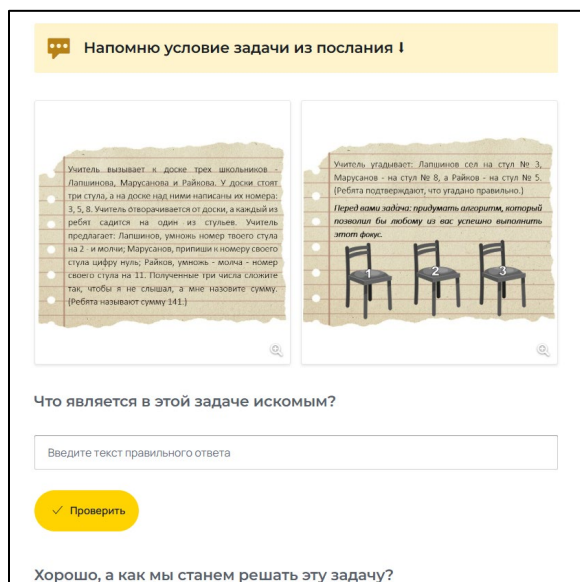 Напомню условие задачи из послания ⬇
Учитель вызывает к доске трех школьников -
Лапшинова, Марусанова и Райкова. У доски стоят
три стула, а на доске над ними написаны их номера:
3, 5, 8. Учитель отворачивается от доски, а каждый из
ребят садится на один из стульев. Учитель
предлагает: Лапшинов, умножь номер твоего стула
на 2 - и молчи; Марусанов, припиши к номеру своего
стула цифру нуль; Райков, умножь - молча - номер
своего стула на 11. Полученные три числа сложите
так, чтобы я не слышал, а мне назовите сумму.
(Ребята называют сумму 141.)
Учитель угадывает: Лапшинов сел на стул № 3,
Марусанов - на стул № 8, а Райков - на стул № 5.
(Ребята подтверждают, что угадано правильно.)
Перед вами задача: придумать алгоритм, который
позволил бы любому из вас успешно выполнить
этот фокус.
1 2 3
Что является в этой задаче искомым?
Введите текст правильного ответа
Проверить
Хорошо, а как мы станем решать эту задачу?